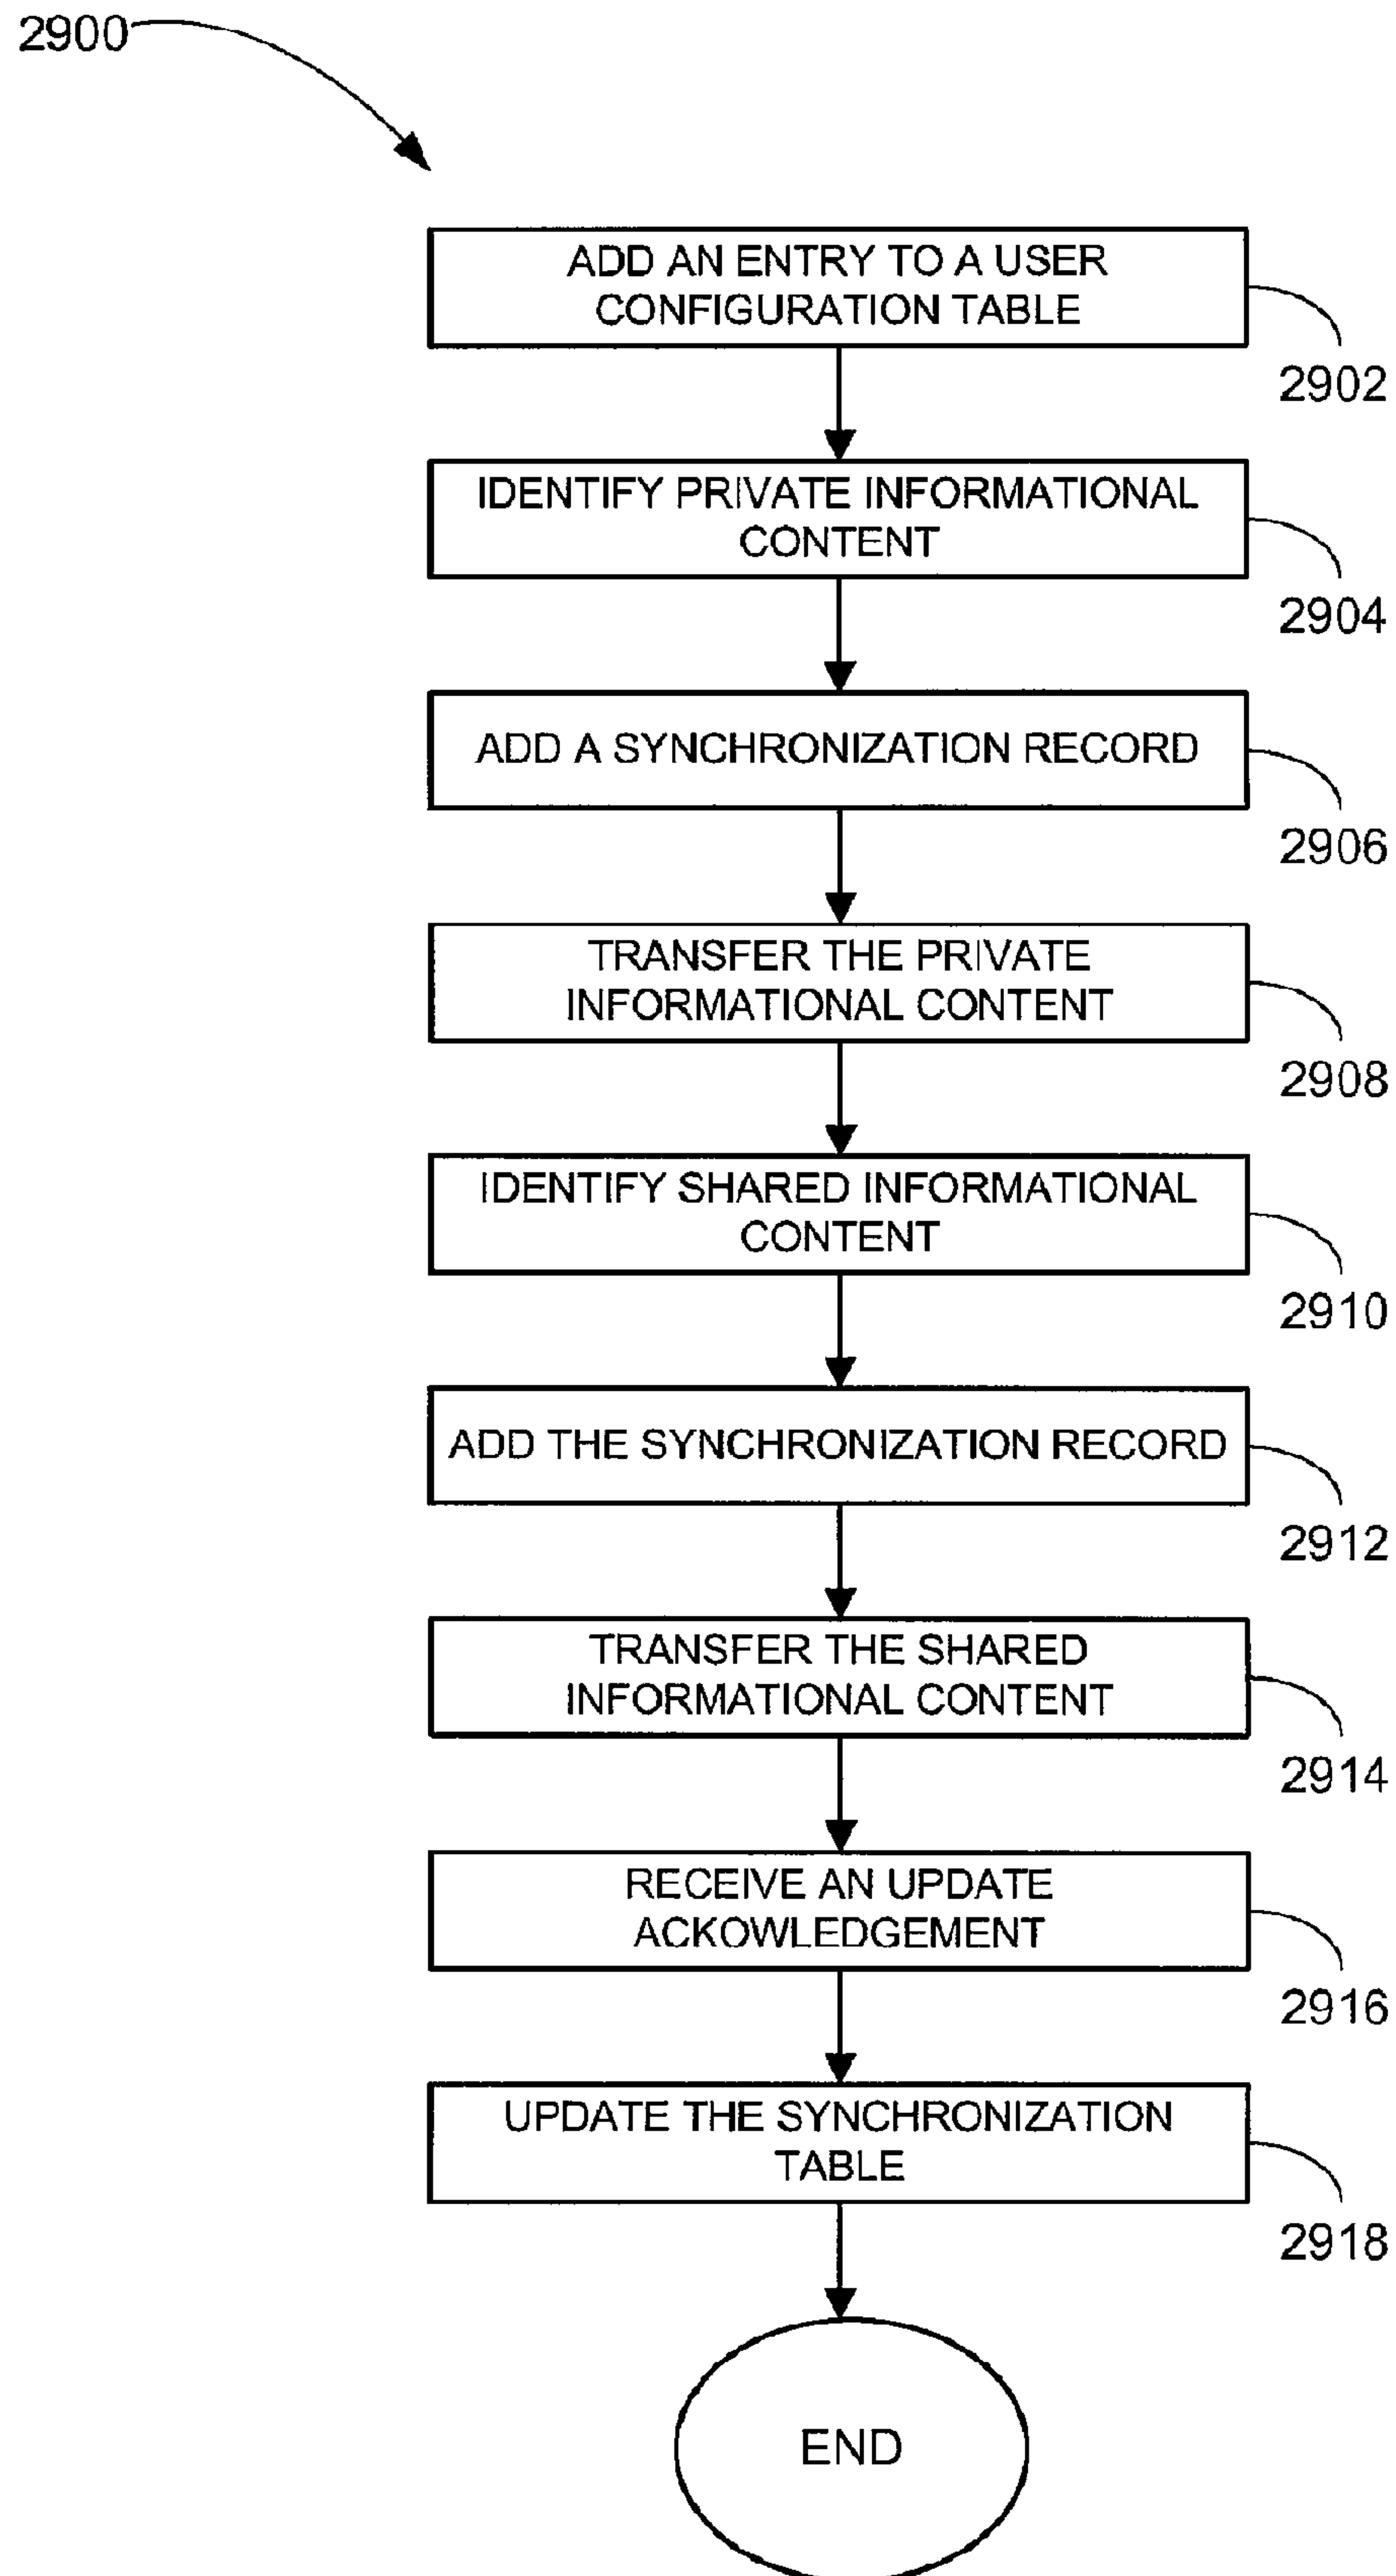 2900
ADD AN ENTRY TO A USER
CONFIGURATION TABLE
2902
IDENTIFY PRIVATE INFORMATIONAL
CONTENT
2904
ADD A SYNCHRONIZATION RECORD
2906
TRANSFER THE PRIVATE
INFORMATIONAL CONTENT
2908
IDENTIFY SHARED INFORMATIONAL
CONTENT
2910
ADD THE SYNCHRONIZATION RECORD
2912
TRANSFER THE SHARED
INFORMATIONAL CONTENT
2914
RECEIVE AN UPDATE
ACKOWLEDGEMENT
2916
UPDATE THE SYNCHRONIZATION
TABLE
2918
END